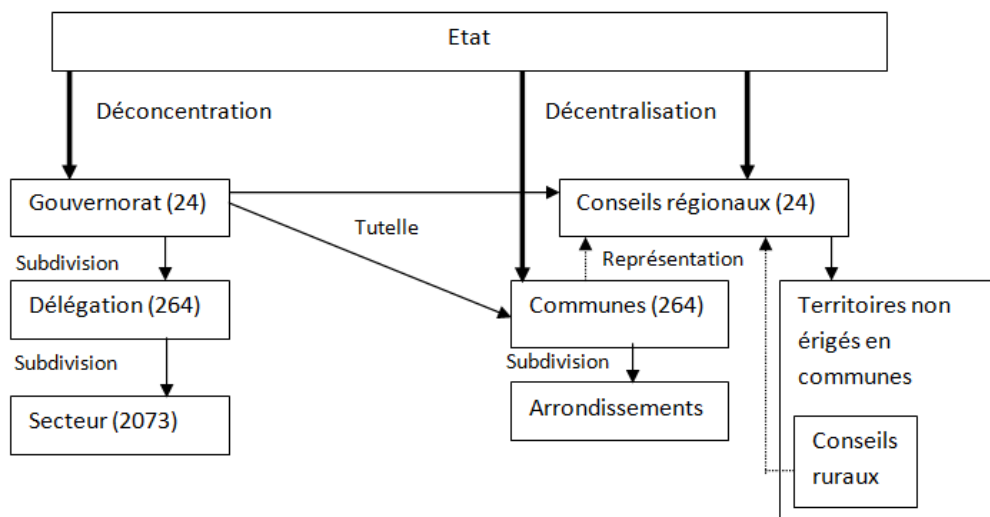 Etat
Déconcentration
Décentralisation
Gouvernorat (24)
Conseils régionaux (24)
Tutelle
Subdivision
Représentation
Délégation (264)
Communes (264)
Territoires non
érigés en
communes
Subdivision
Subdivision
Secteur (2073)
Arrondissements
Conseils
ruraux